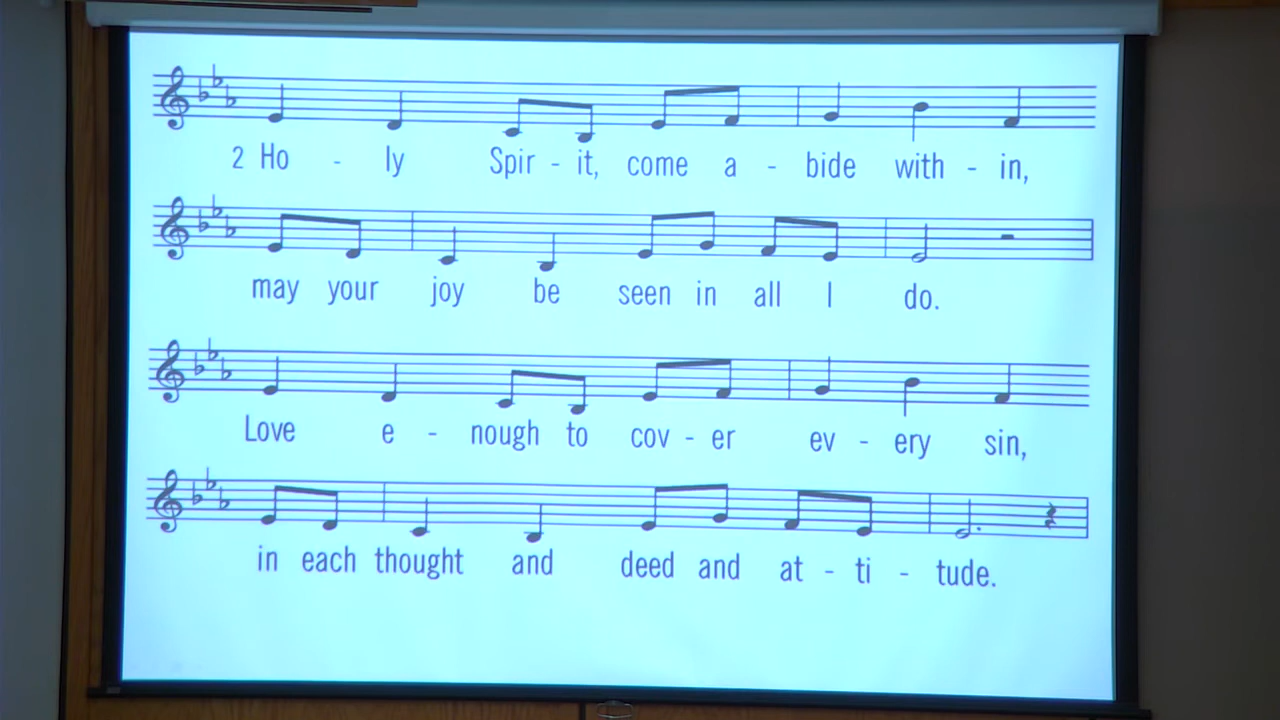 2 Ho - ly Spir - it, come a - bide with - in,
may your joy be seen in all I do.
Love e - nough to cov - er ev - ery sin,
in each thought and deed and at - ti - tude.